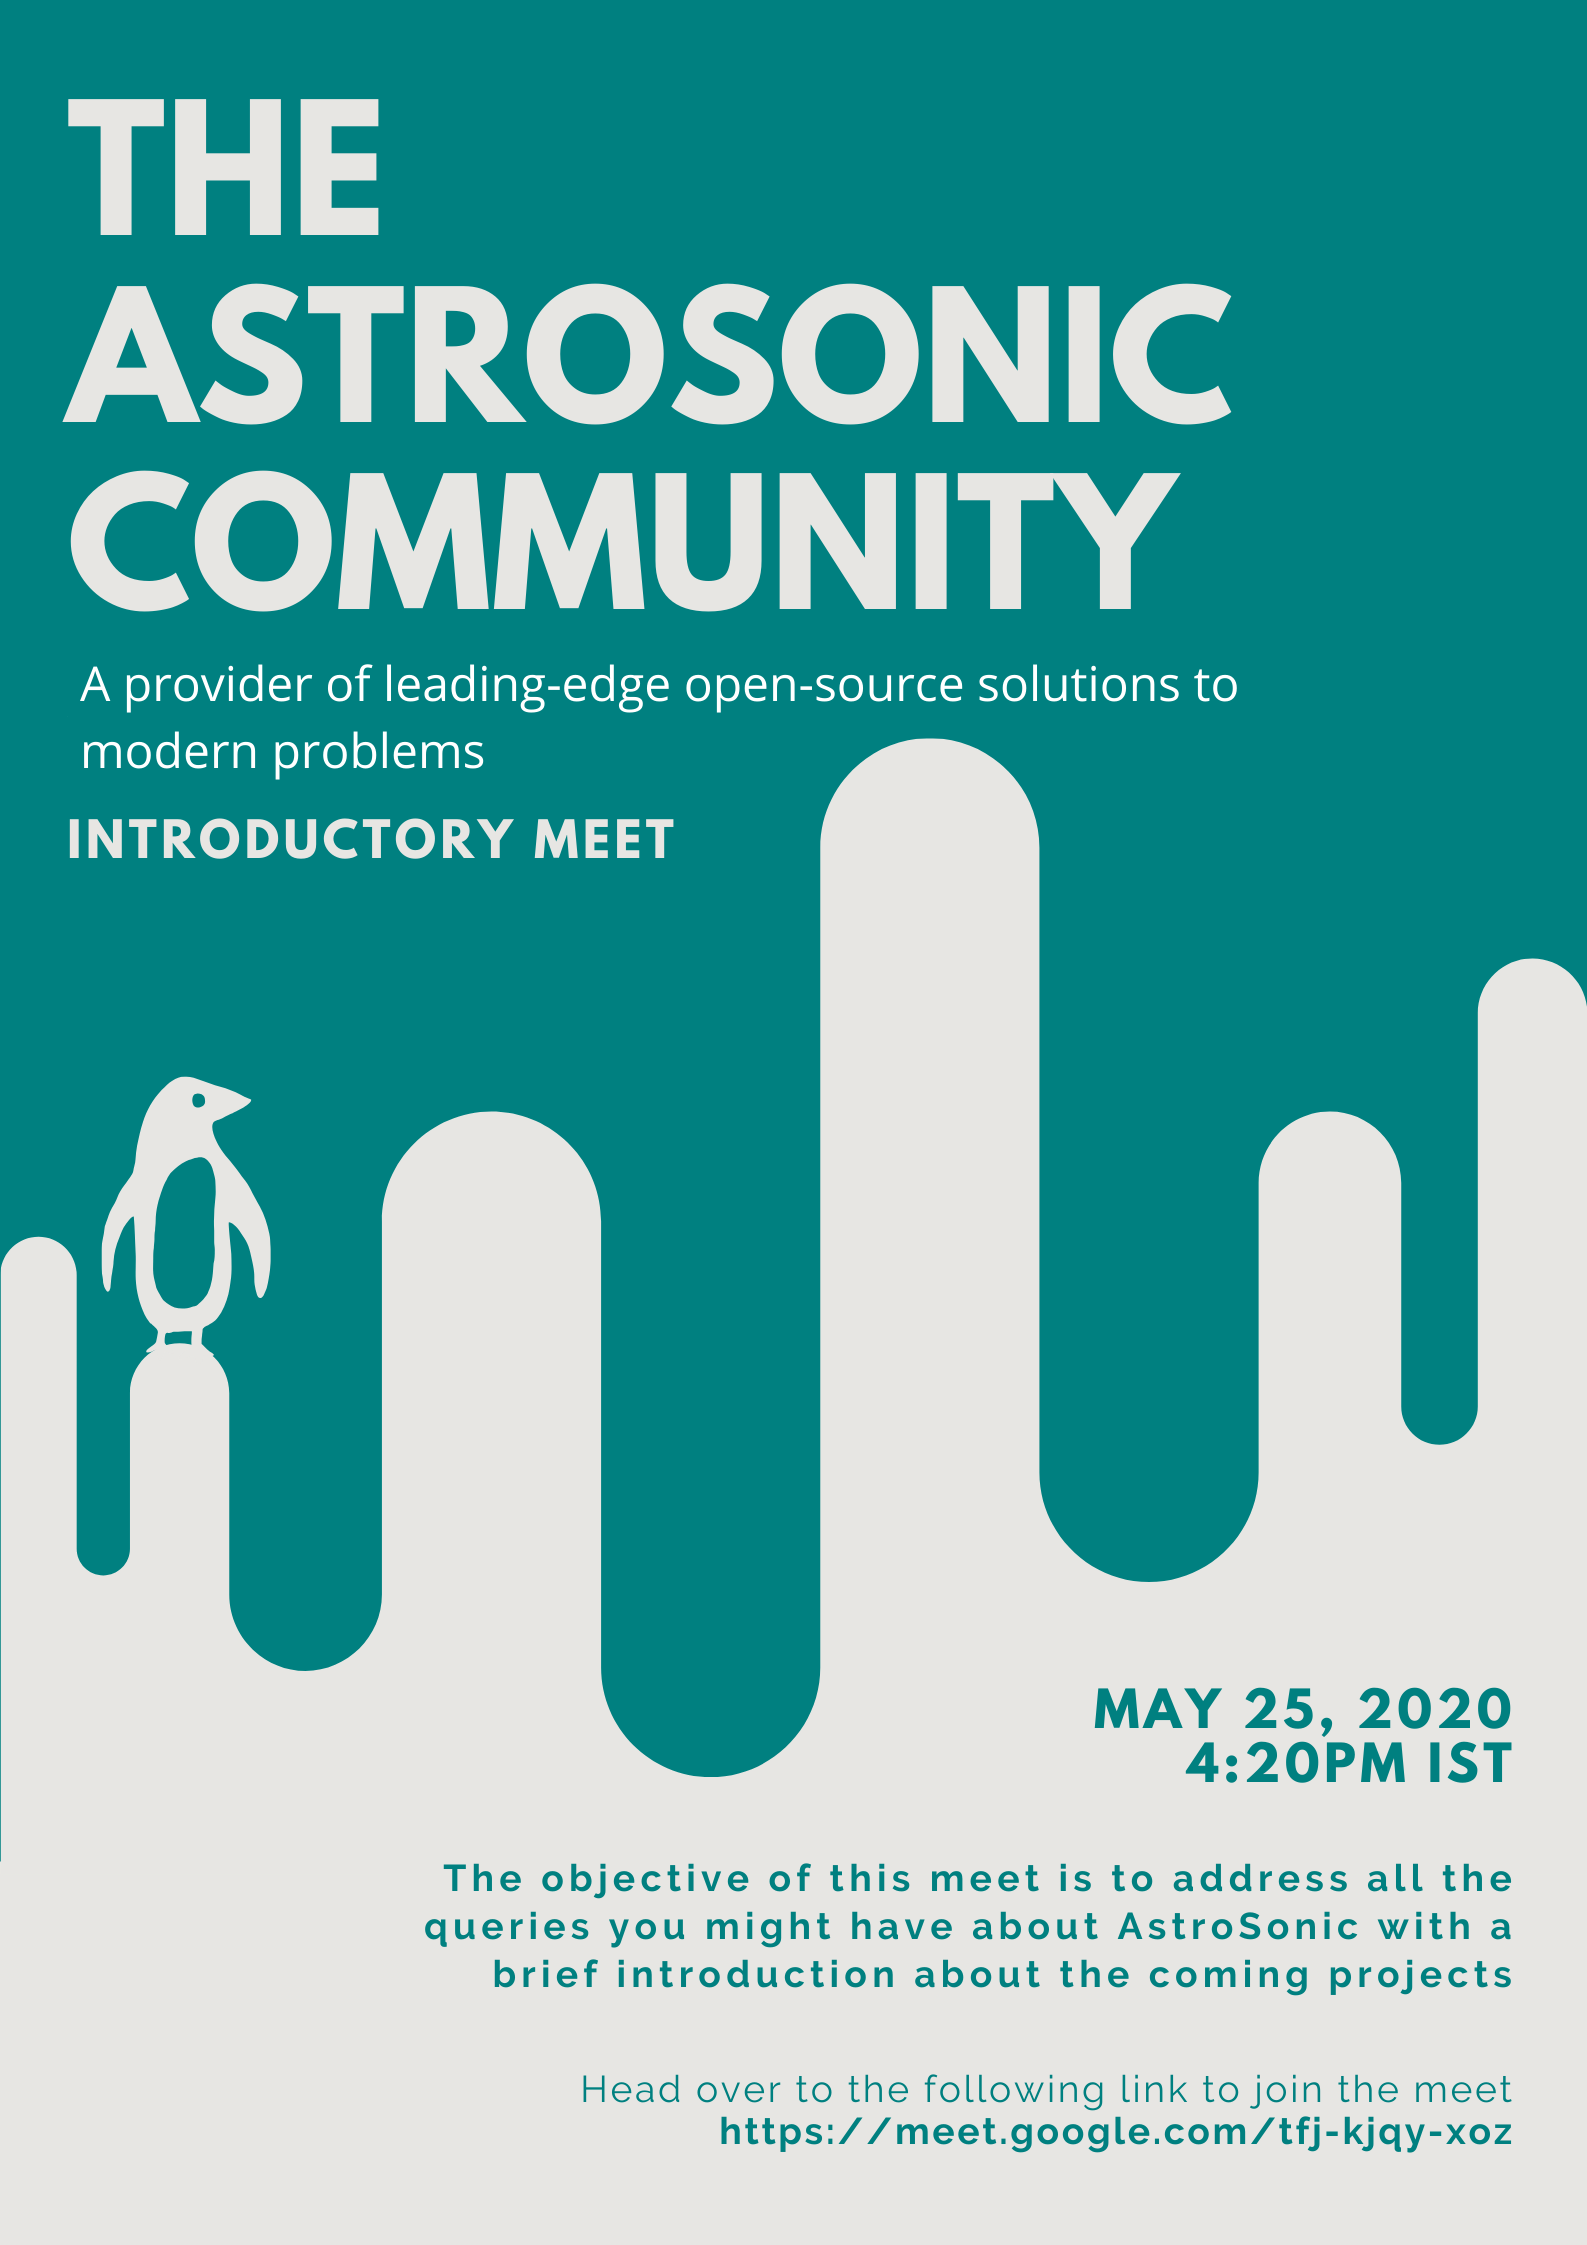 THE
ASTROSONIC
COMMUNITY
A provider of leading-edge open-source solutions to
modern problems
INTRODUCTORY MEET
MAY 25, 2020
4:20PM IST
The objective of this meet is to address all the
queries you might have about AstroSonic with a
brief introduction about the coming projects
Head over to the following link to join the meet
https://meet.google.com/tfj-kjqy-xoz